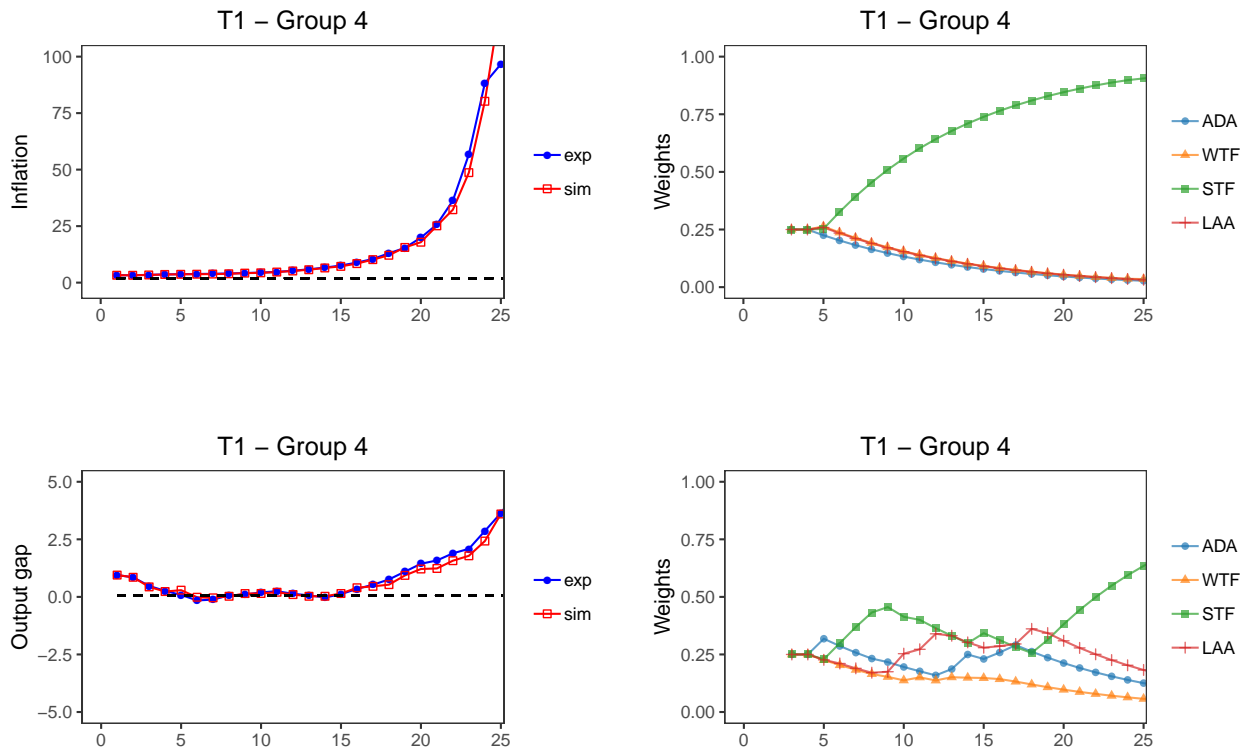 T1 – Group 4
Inflation
100
75
50
25
0
0 5 10 15 20 25
exp
sim
T1 – Group 4
Weights
1.00
0.75
0.50
0.25
0.00
0 5 10 15 20 25
ADA
WTF
STF
LAA
T1 – Group 4
Output gap
5.0
2.5
0.0
−2.5
−5.0
0 5 10 15 20 25
exp
sim
T1 – Group 4
Weights
1.00
0.75
0.50
0.25
0.00
0 5 10 15 20 25
ADA
WTF
STF
LAA